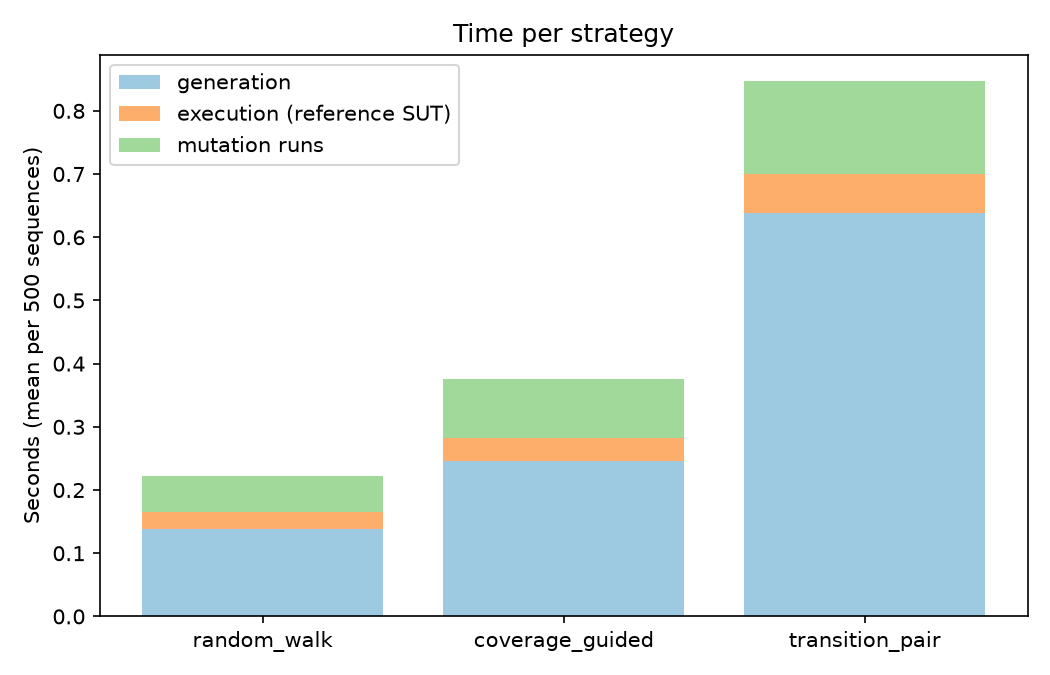 Time per strategy
generation
execution (reference SUT)
mutation runs
Seconds (mean per 500 sequences)
0.8
0.7
0.6
0.5
0.4
0.3
0.2
0.1
0.0
random_walk
coverage_guided
transition_pair